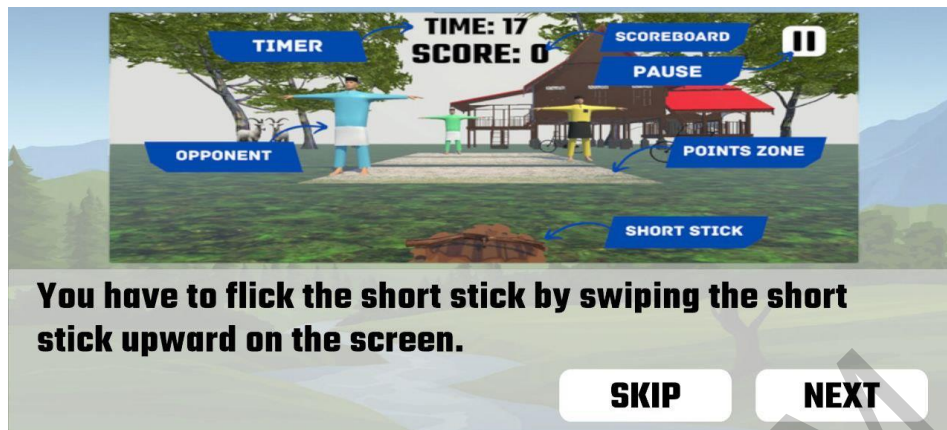 TIME: 17
SCORE: 0
TIMER
SCOREBOARD
PAUSE
OPPONENT
POINTS ZONE
SHORT STICK
You have to flick the short stick by swiping the short
stick upward on the screen.
SKIP
NEXT